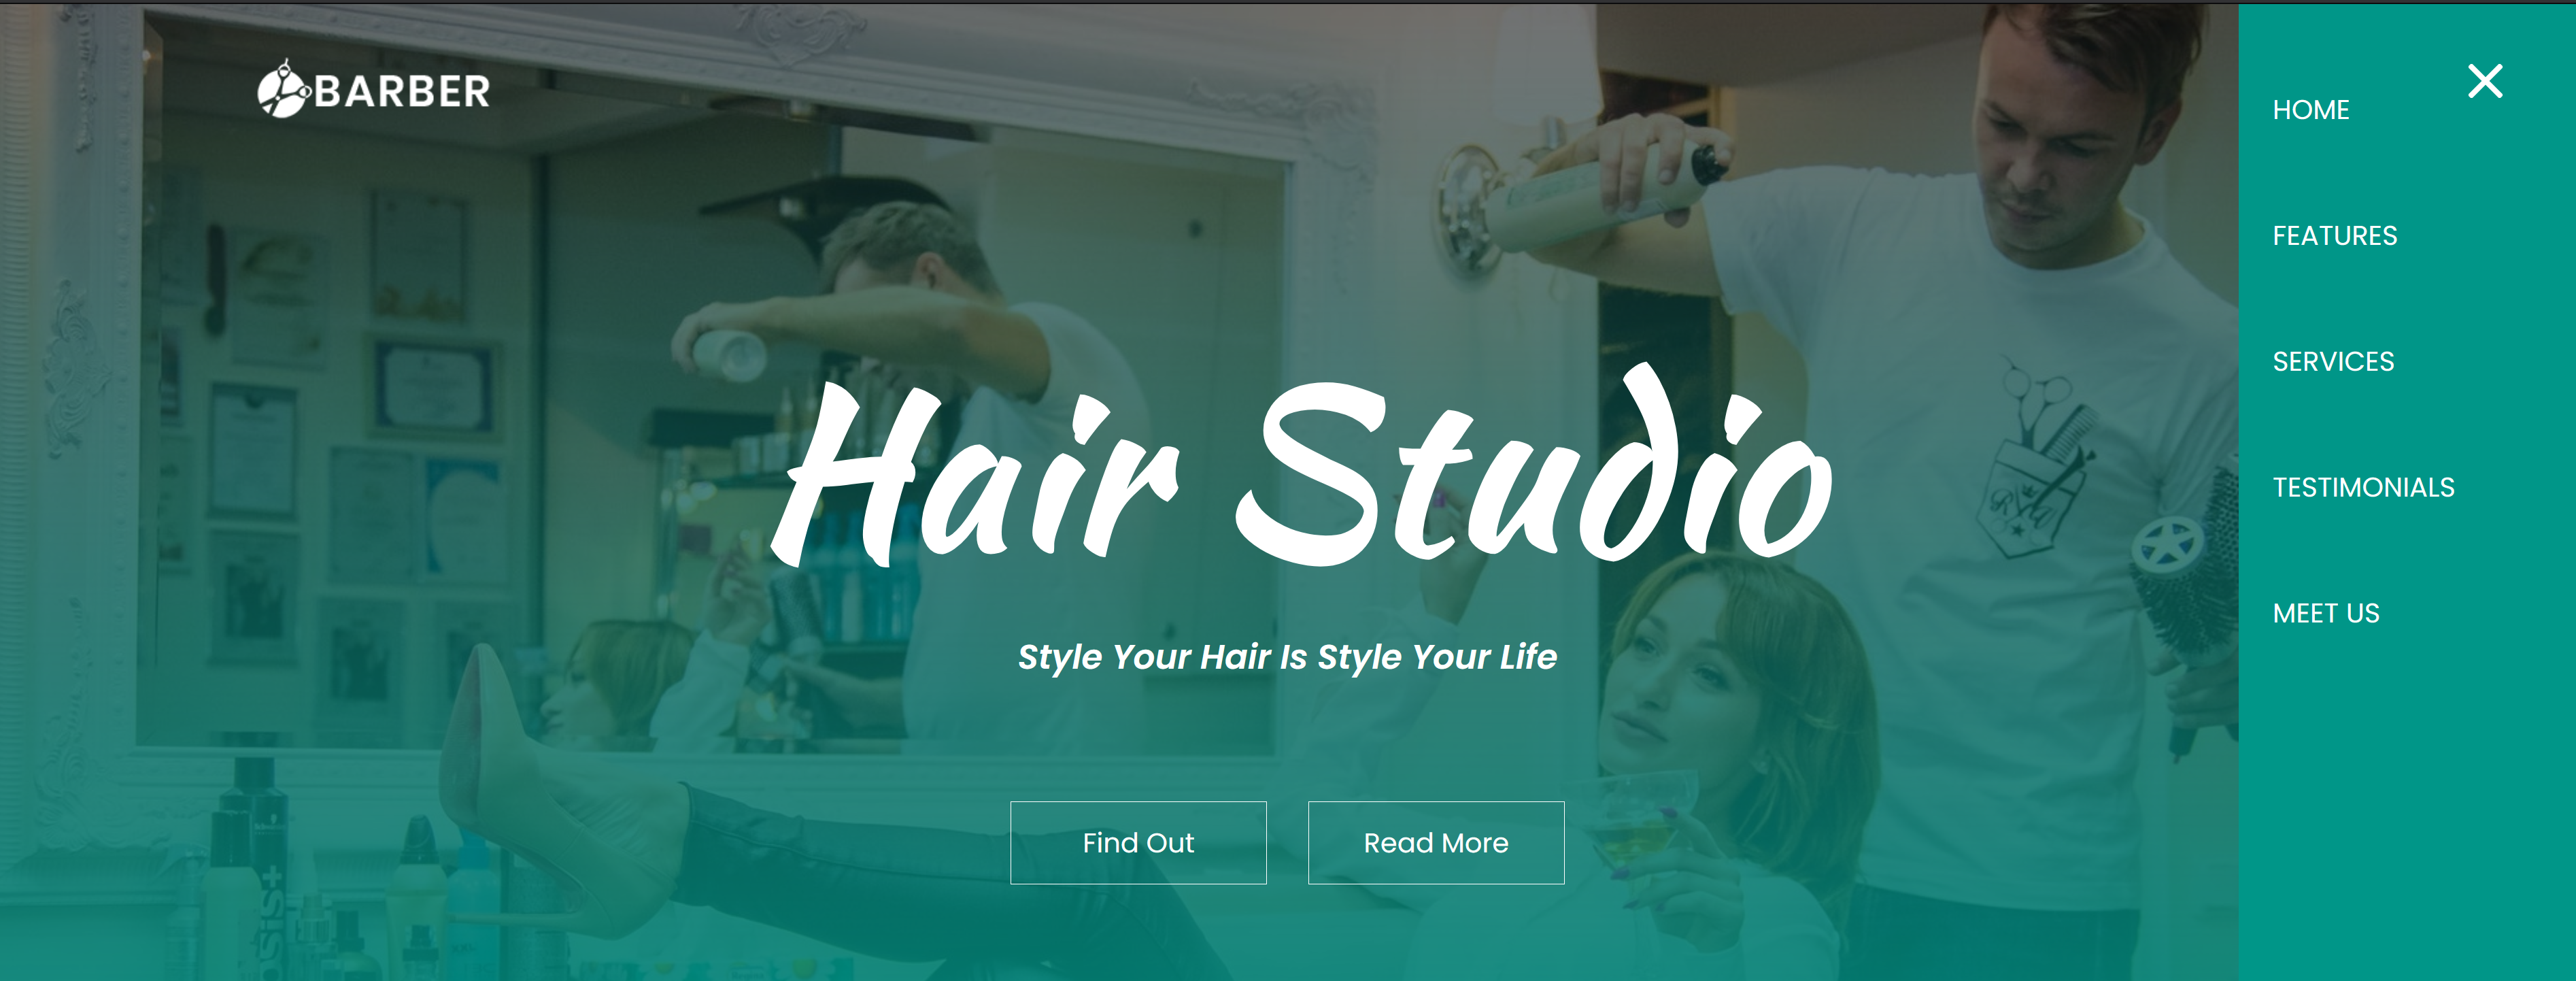 BARBER
HOME
FEATURES
SERVICES
TESTIMONIALS
MEET US
Hair Studio
Style Your Hair Is Style Your Life
Find Out
Read More
SIS+